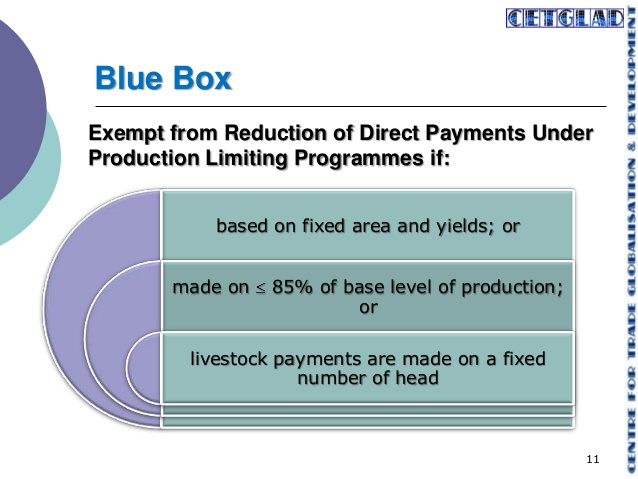 CETGLAD
Blue Box
Exempt from Reduction of Direct Payments Under
Production Limiting Programmes if:
based on fixed area and yields; or
made on ≤ 85% of base level of production;
or
livestock payments are made on a fixed
number of head
CENTRE FOR TRADE GLOBALISATION & DEVELOPMENT
11